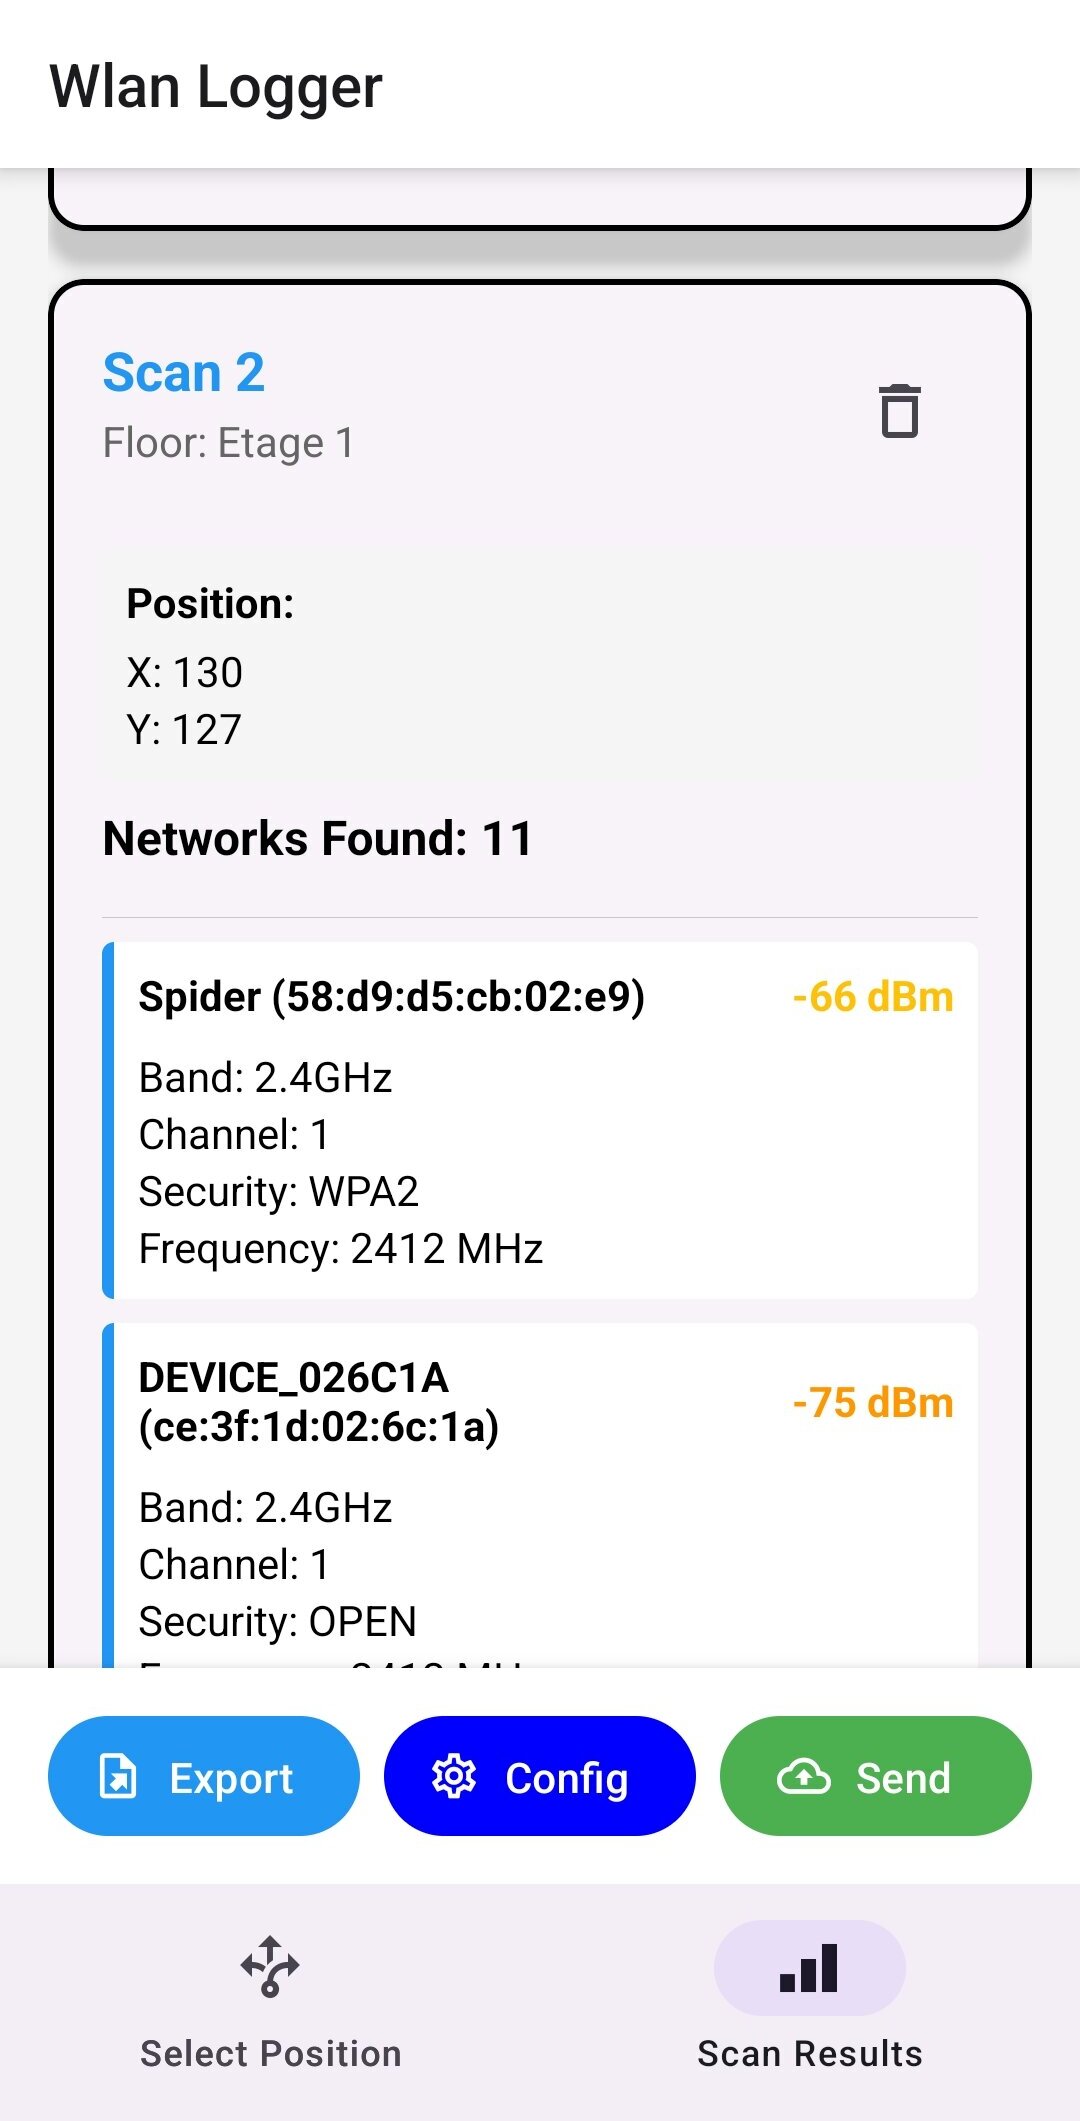 Wlan Logger
Scan 2
Floor: Etage 1
Position:
X: 130
Y: 127
Networks Found: 11
Spider (58:d9:d5:cb:02:e9)
-66 dBm
Band: 2.4GHz
Channel: 1
Security: WPA2
Frequency: 2412 MHz
DEVICE_026C1A
(ce:3f:1d:02:6c:1a)
-75 dBm
Band: 2.4GHz
Channel: 1
Security: OPEN
Export
Config
Send
Select Position
Scan Results